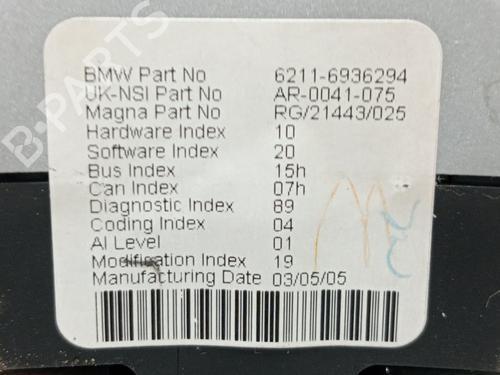 BMW Part No 6211-6936294
UK-NSI Part No AR-0041-075
Magna Part No RG/21443/025
Hardware Index 10
Software Index 20
Bus Index 15h
Can Index 07h
Diagnostic Index 89
Coding Index 04
AI Level 01
Modification Index 19
Manufacturing Date 03/05/05
B-PARTS